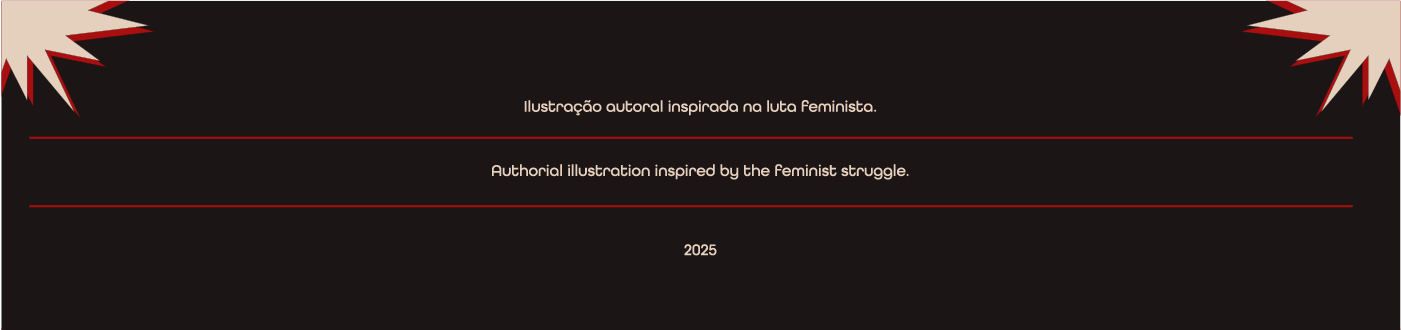 Ilustração autoral inspirada na luta feminista.
Authorial illustration inspired by the feminist struggle.
2025